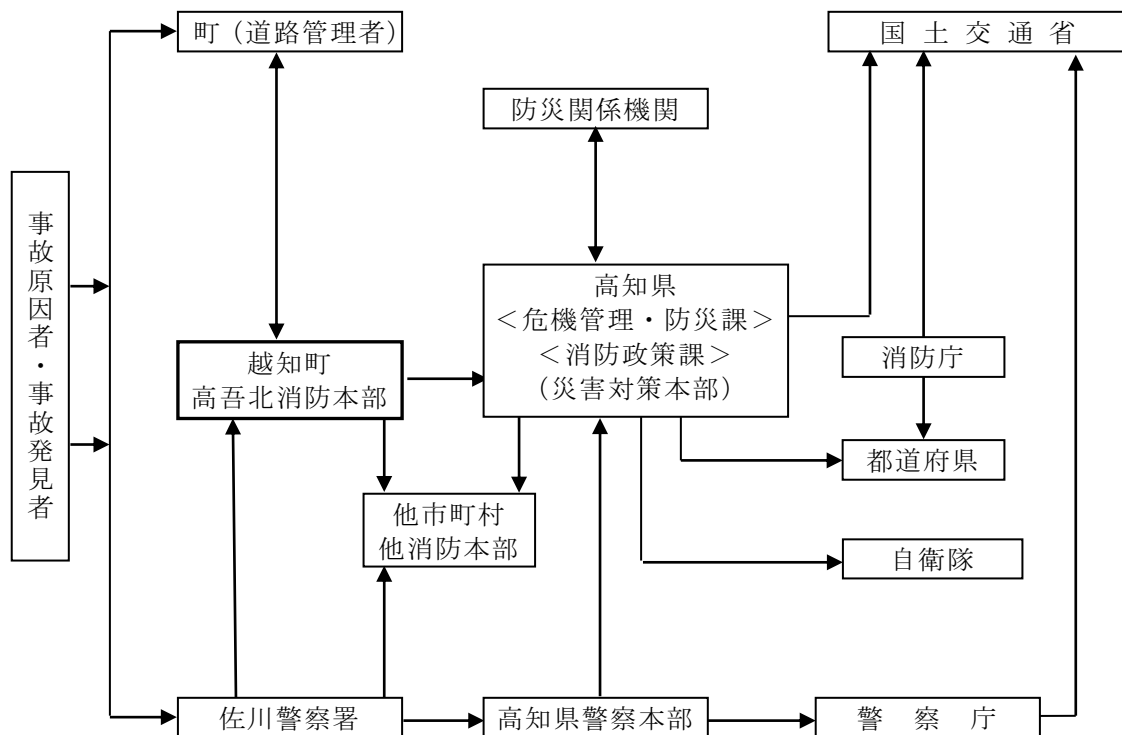 町（道路管理者）
国土交通省
防災関係機関
事故原因者・事故発見者
高知県
＜危機管理・防災課＞
＜消防政策課＞
（災害対策本部）
越知町
高吾北消防本部
消防庁
都道府県
他市町村
他消防本部
自衛隊
佐川警察署
高知県警察本部
警察庁